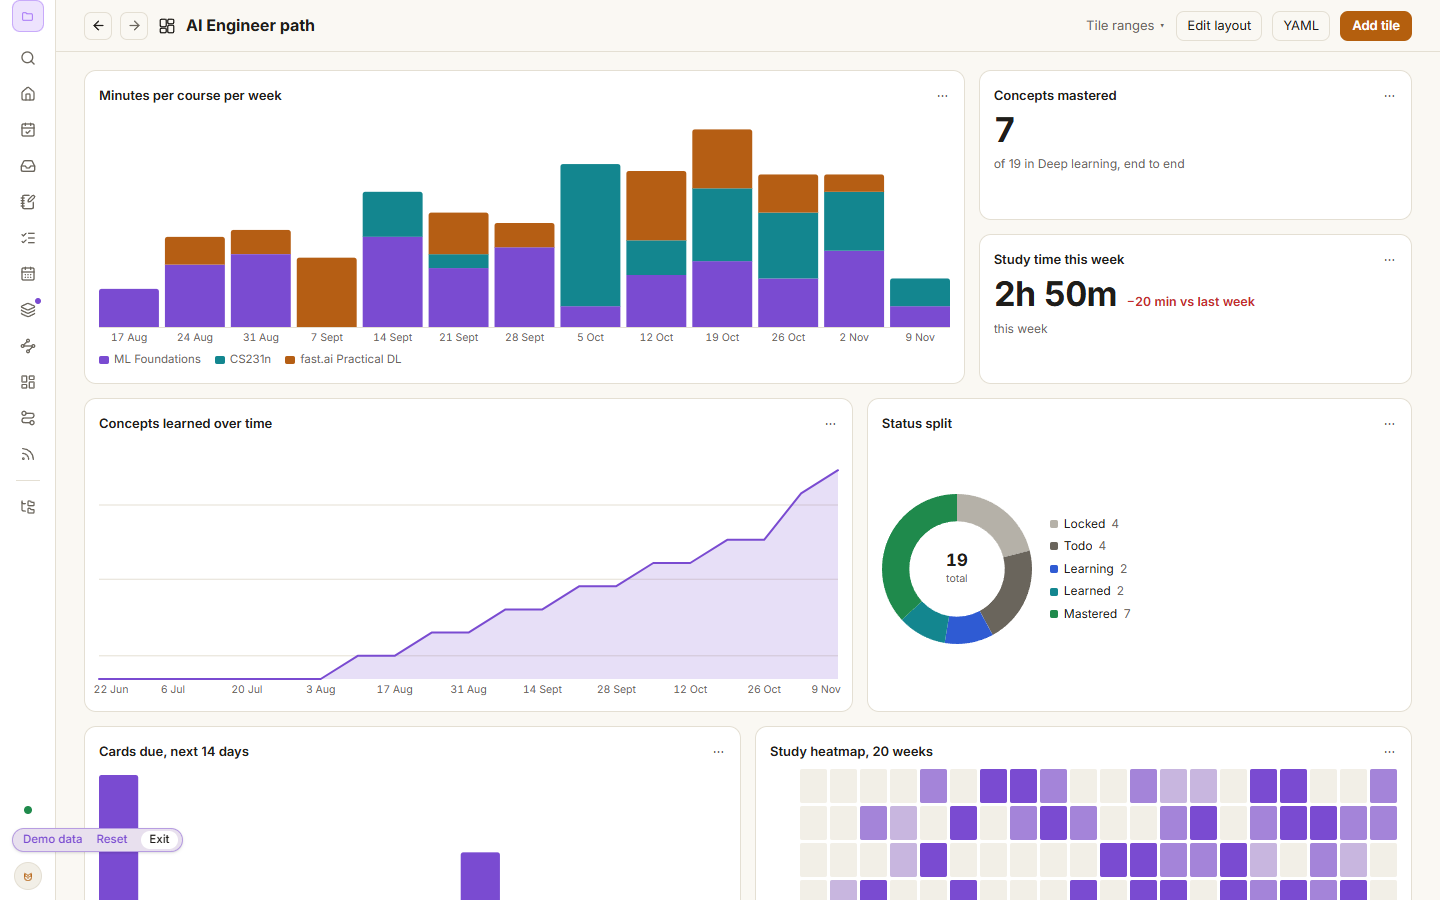 AI Engineer path
Tile ranges
Edit layout
YAML
Add tile
Minutes per course per week
17 Aug 24 Aug 31 Aug 7 Sept 14 Sept 21 Sept 28 Sept 5 Oct 12 Oct 19 Oct 26 Oct 2 Nov 9 Nov
ML Foundations CS231n fast.ai Practical DL
Concepts mastered
7
of 19 in Deep learning, end to end
Study time this week
2h 50m −20 min vs last week
this week
Concepts learned over time
22 Jun 6 Jul 20 Jul 3 Aug 17 Aug 31 Aug 14 Sept 28 Sept 12 Oct 26 Oct 9 Nov
Status split
19
total
Locked 4
Todo 4
Learning 2
Learned 2
Mastered 7
Cards due, next 14 days
Study heatmap, 20 weeks
Demo data Reset Exit